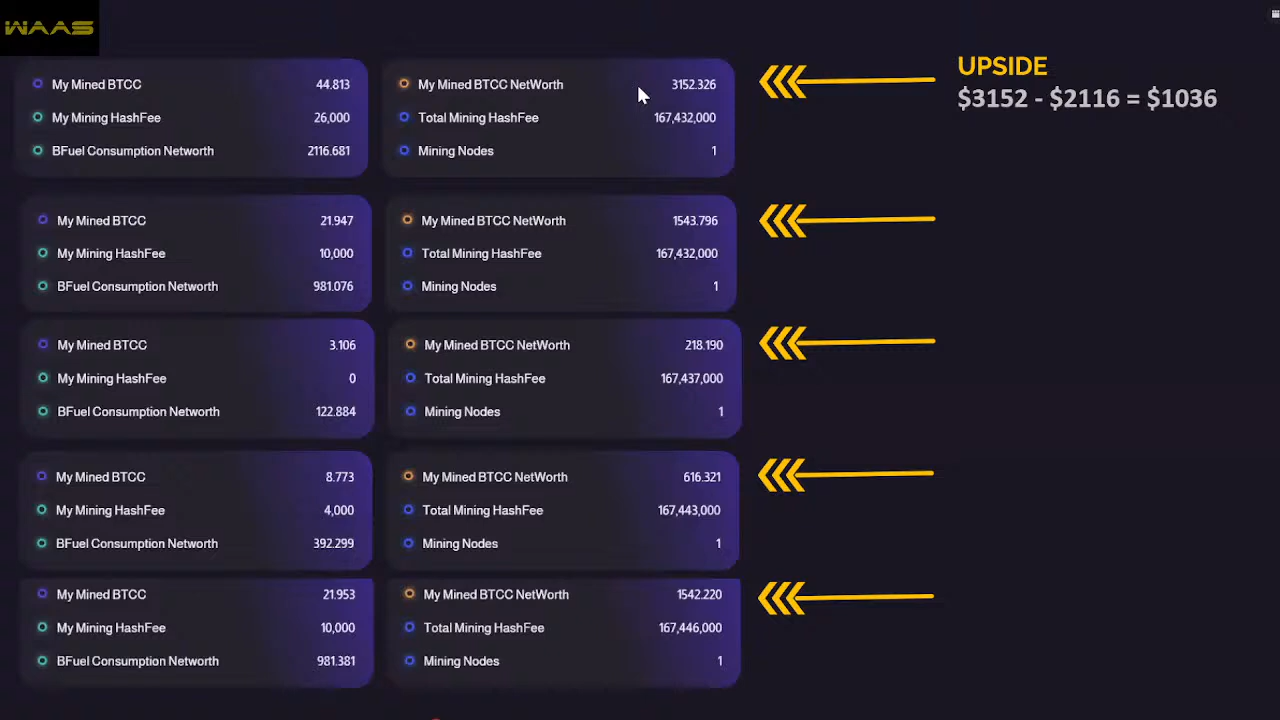 WAAS
My Mined BTCC 44.813 My Mined BTCC NetWorth 3152.326
My Mining HashFee 26,000 Total Mining HashFee 167,432,000
BFuel Consumption Networth 2116.681 Mining Nodes 1
UPSIDE
$3152 - $2116 = $1036
My Mined BTCC 21.947 My Mined BTCC NetWorth 1543.796
My Mining HashFee 10,000 Total Mining HashFee 167,432,000
BFuel Consumption Networth 981.076 Mining Nodes 1
My Mined BTCC 3.106 My Mined BTCC NetWorth 218.190
My Mining HashFee 0 Total Mining HashFee 167,437,000
BFuel Consumption Networth 122.884 Mining Nodes 1
My Mined BTCC 8.773 My Mined BTCC NetWorth 616.321
My Mining HashFee 4,000 Total Mining HashFee 167,443,000
BFuel Consumption Networth 392.299 Mining Nodes 1
My Mined BTCC 21.953 My Mined BTCC NetWorth 1542.220
My Mining HashFee 10,000 Total Mining HashFee 167,446,000
BFuel Consumption Networth 981.381 Mining Nodes 1